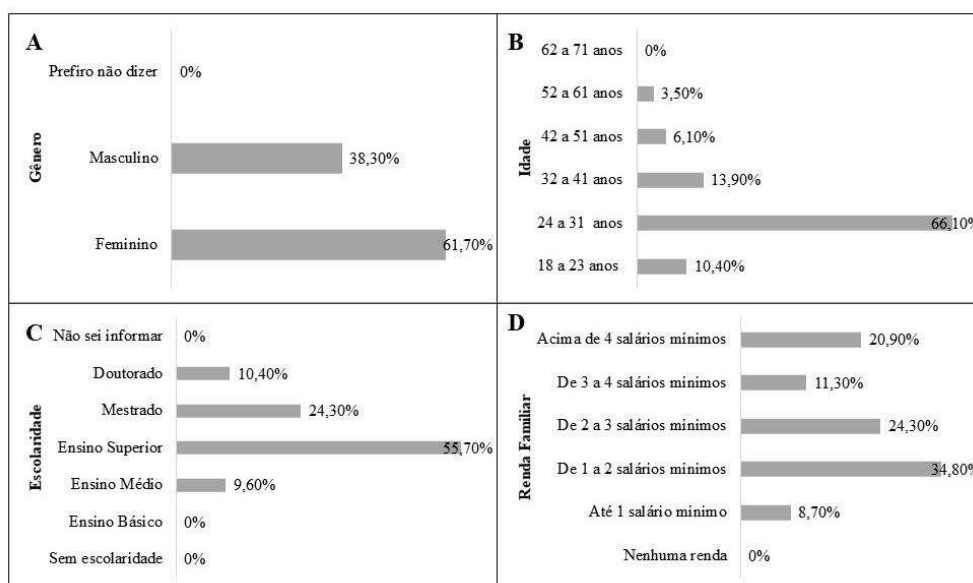 A
Gênero
Prefiro não dizer 0%
Masculino 38,30%
Feminino 61,70%
B
Idade
62 a 71 anos 0%
52 a 61 anos 3,50%
42 a 51 anos 6,10%
32 a 41 anos 13,90%
24 a 31 anos 66,10%
18 a 23 anos 10,40%
C
Escolaridade
Não sei informar 0%
Doutorado 10,40%
Mestrado 24,30%
Ensino Superior 55,70%
Ensino Médio 9,60%
Ensino Básico 0%
Sem escolaridade 0%
D
Renda Familiar
Acima de 4 salários mínimos 20,90%
De 3 a 4 salários mínimos 11,30%
De 2 a 3 salários mínimos 24,30%
De 1 a 2 salários mínimos 34,80%
Até 1 salário mínimo 8,70%
Nenhuma renda 0%